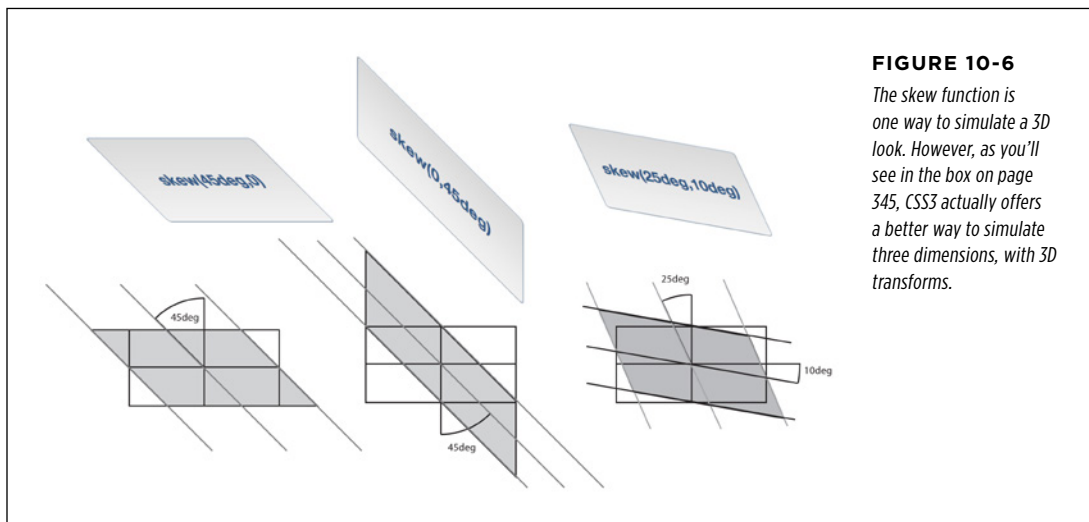 FIGURE 10-6
The skew function is
one way to simulate a 3D
look. However, as you’ll
see in the box on page
345, CSS3 actually offers
a better way to simulate
three dimensions, with 3D
transforms.
skew(45deg,0)
skew(0,45deg)
skew(25deg,10deg)
45deg
45deg
25deg
10deg